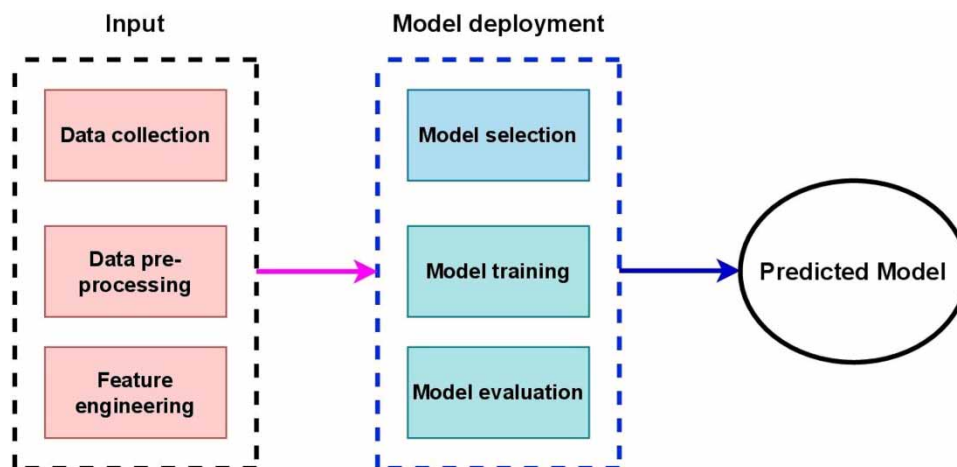 Input
Data collection
Data pre-
processing
Feature
engineering
Model deployment
Model selection
Model training
Model evaluation
Predicted Model